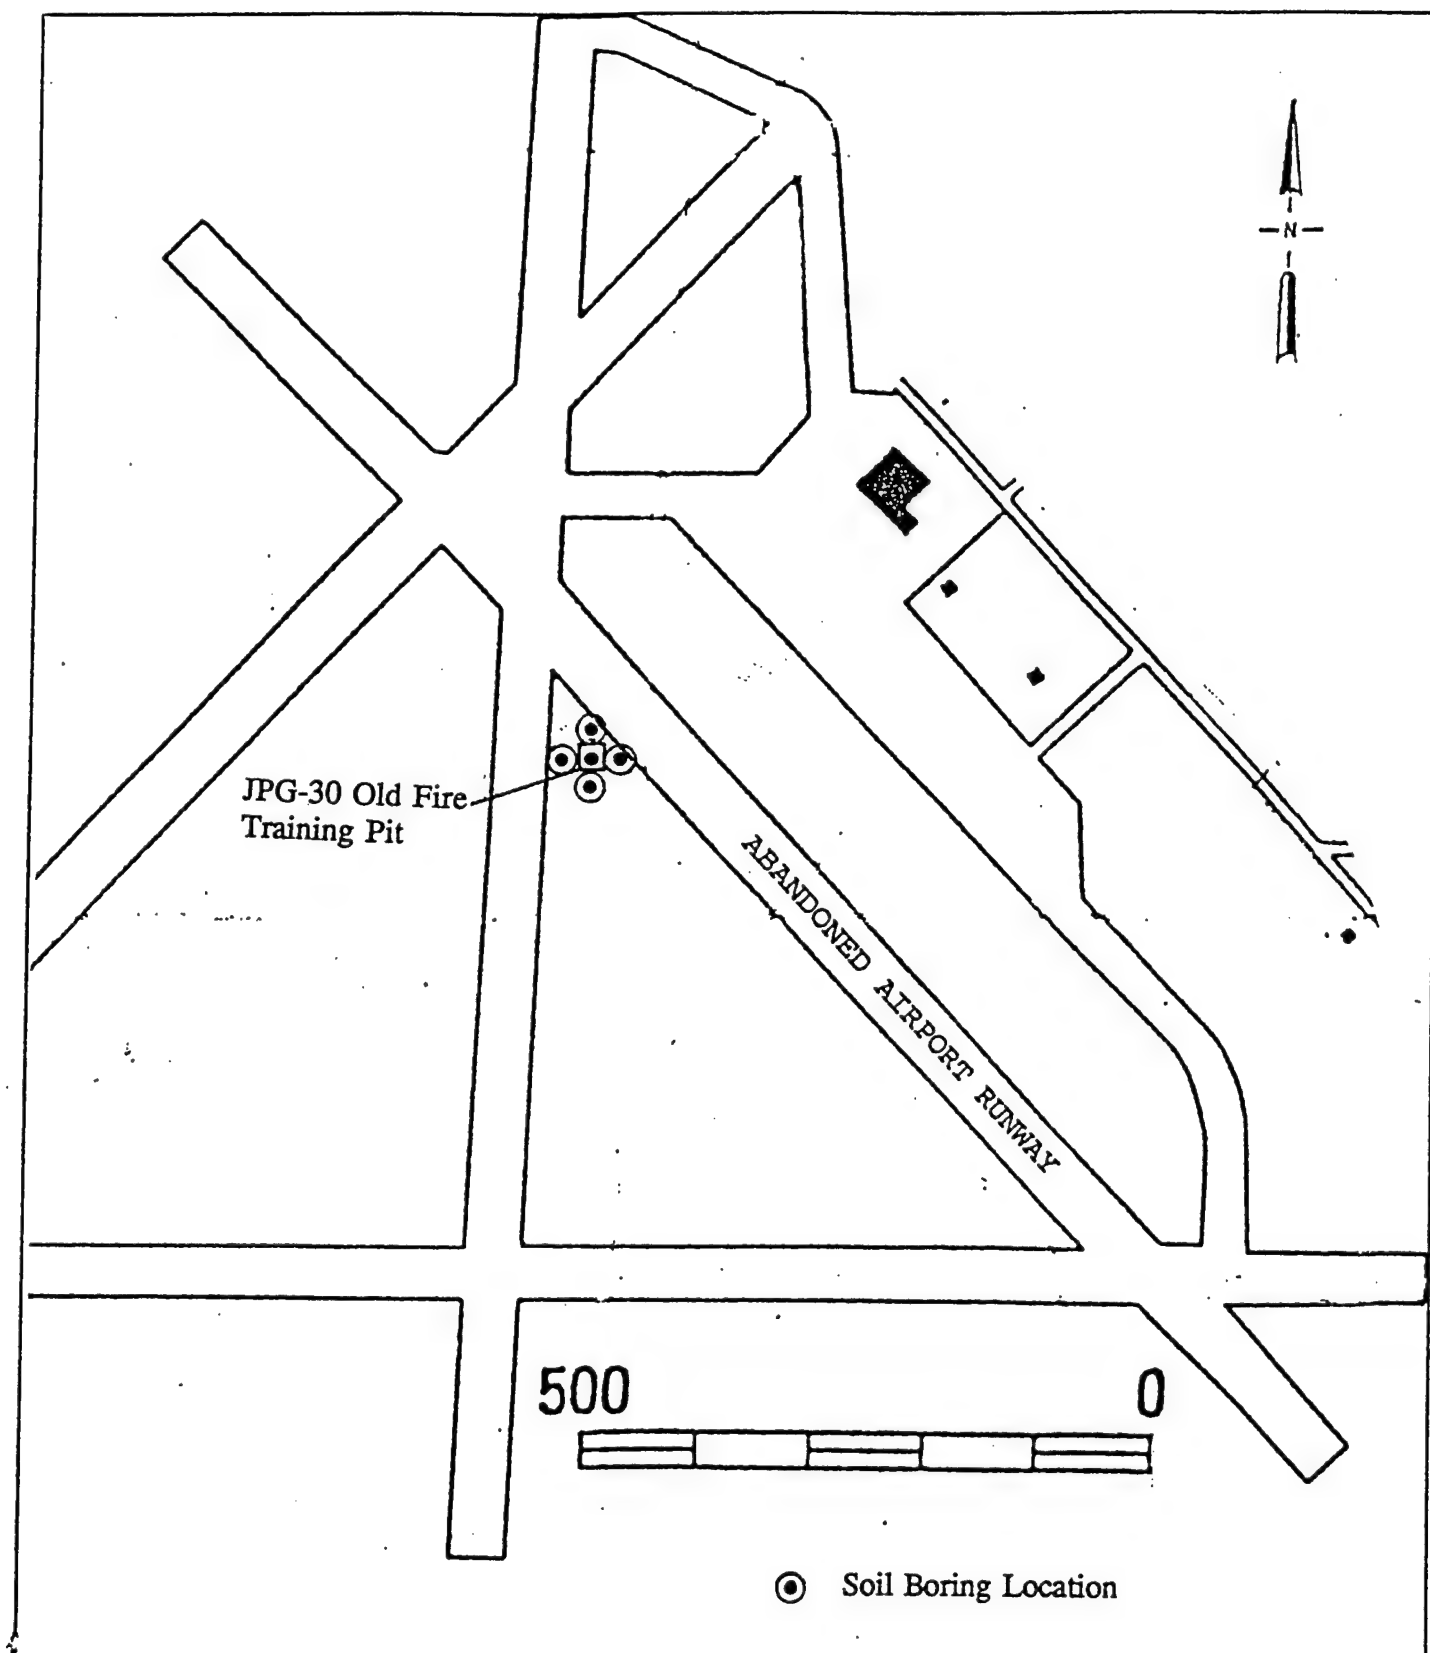 N
JPG-30 Old Fire
Training Pit
ABANDONED AIRPORT RUNWAY
500 0
Soil Boring Location